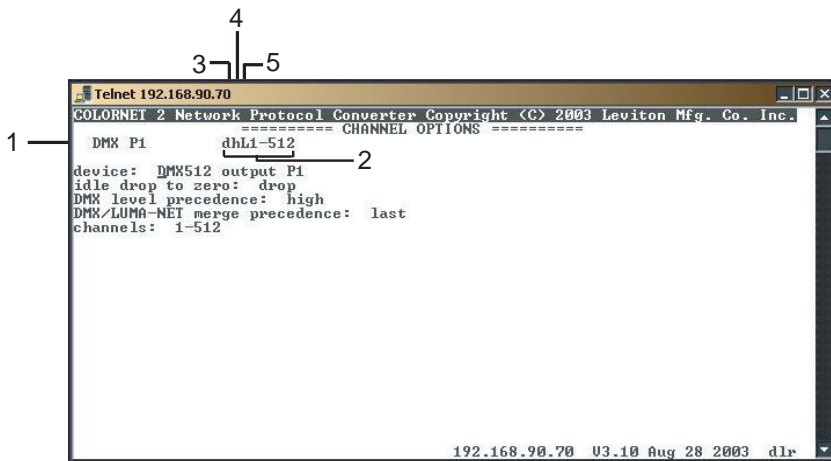 4
3 5
Telnet 192.168.90.70
COLORNET 2 Network Protocol Converter Copyright (C) 2003 Leviton Mfg. Co. Inc.
========== CHANNEL OPTIONS ==========
1 DMX P1 dhL1-512
2
device: DMX512 output P1
idle drop to zero: drop
DMX level precedence: high
DMX/LUMA-NET merge precedence: last
channels: 1-512
192.168.90.70 V3.10 Aug 28 2003 dlr